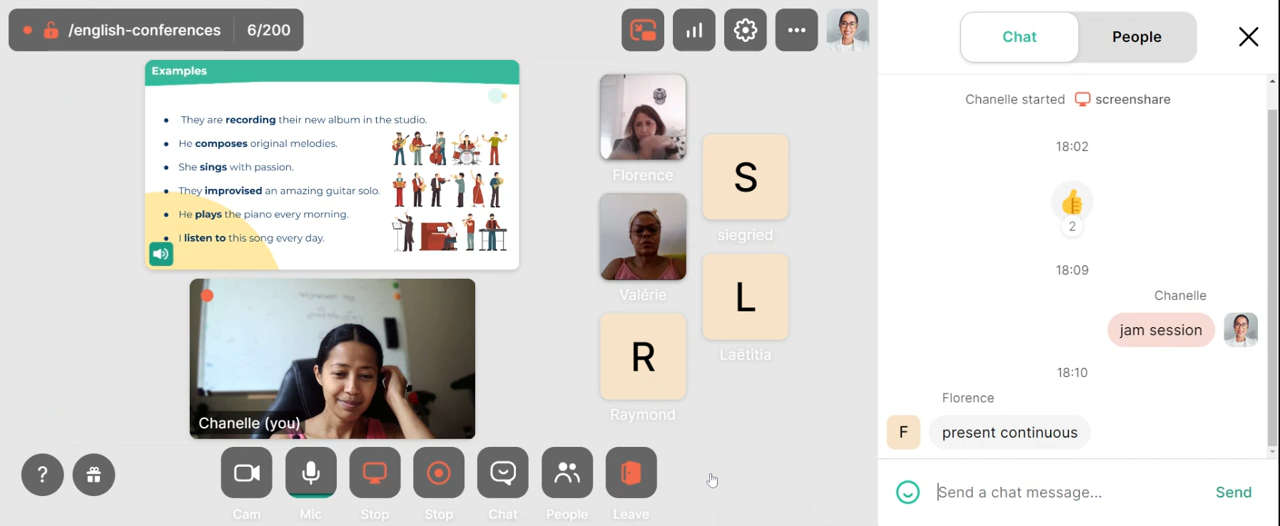 /english-conferences
6/200
Examples
They are recording their new album in the studio.
He composes original melodies.
She sings with passion.
They improvised an amazing guitar solo.
He plays the piano every morning.
I listen to this song every day.
Chanelle (you)
Florence
Valérie
R
Raymond
S
siegried
L
Laëtitia
?
Cam
Mic
Stop
Stop
Chat
People
Leave
Chat
People
Chanelle started screenshare
18:02
👍
2
18:09
Chanelle
jam session
18:10
Florence
F
present continuous
Send a chat message...
Send